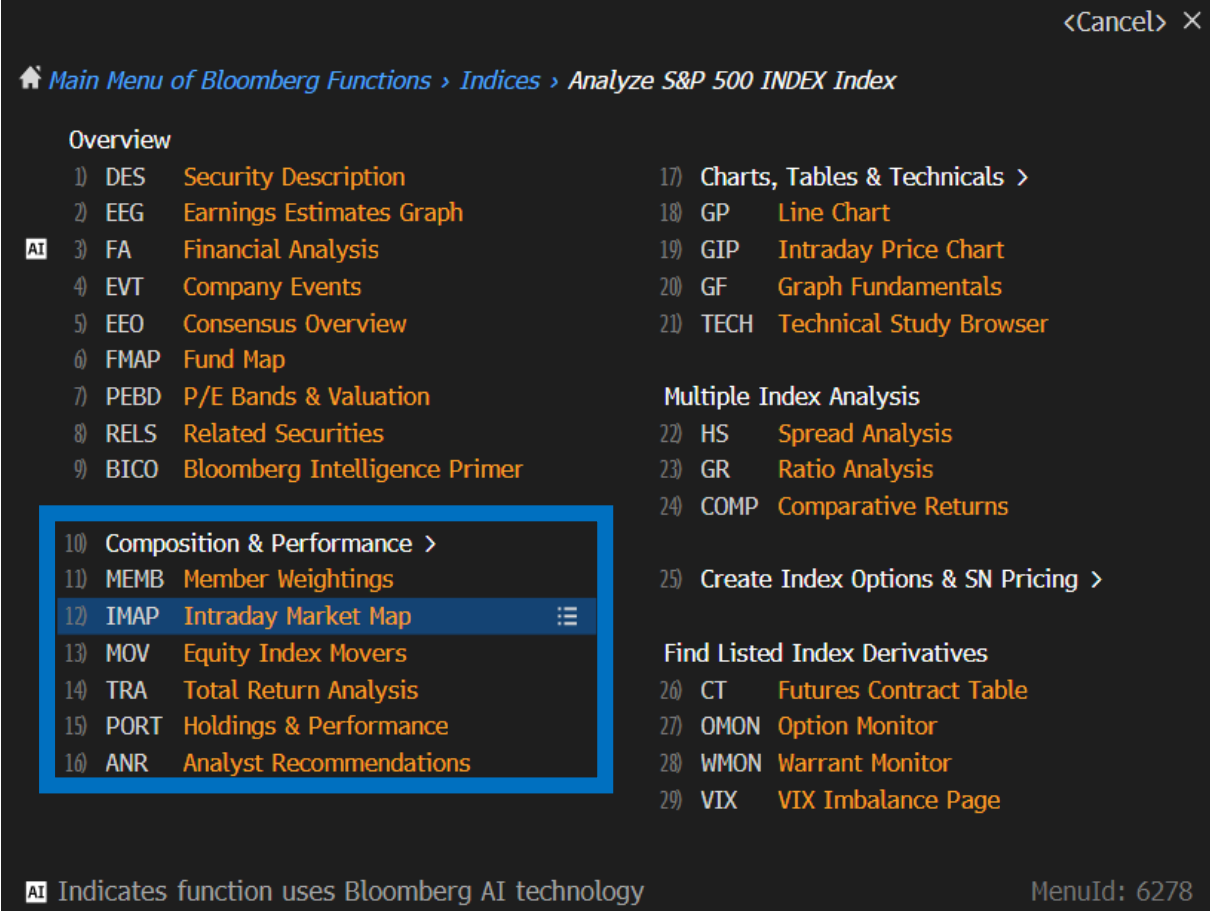 <Cancel> ×
Main Menu of Bloomberg Functions › Indices › Analyze S&P 500 INDEX Index
Overview
1) DES Security Description
2) EEG Earnings Estimates Graph
AI 3) FA Financial Analysis
4) EVT Company Events
5) EEO Consensus Overview
6) FMAP Fund Map
7) PEBD P/E Bands & Valuation
8) RELS Related Securities
9) BICO Bloomberg Intelligence Primer
10) Composition & Performance >
11) MEMB Member Weightings
12) IMAP Intraday Market Map
13) MOV Equity Index Movers
14) TRA Total Return Analysis
15) PORT Holdings & Performance
16) ANR Analyst Recommendations
17) Charts, Tables & Technicals >
18) GP Line Chart
19) GIP Intraday Price Chart
20) GF Graph Fundamentals
21) TECH Technical Study Browser
Multiple Index Analysis
22) HS Spread Analysis
23) GR Ratio Analysis
24) COMP Comparative Returns
25) Create Index Options & SN Pricing >
Find Listed Index Derivatives
26) CT Futures Contract Table
27) OMON Option Monitor
28) WMON Warrant Monitor
29) VIX VIX Imbalance Page
AI Indicates function uses Bloomberg AI technology
MenuId: 6278